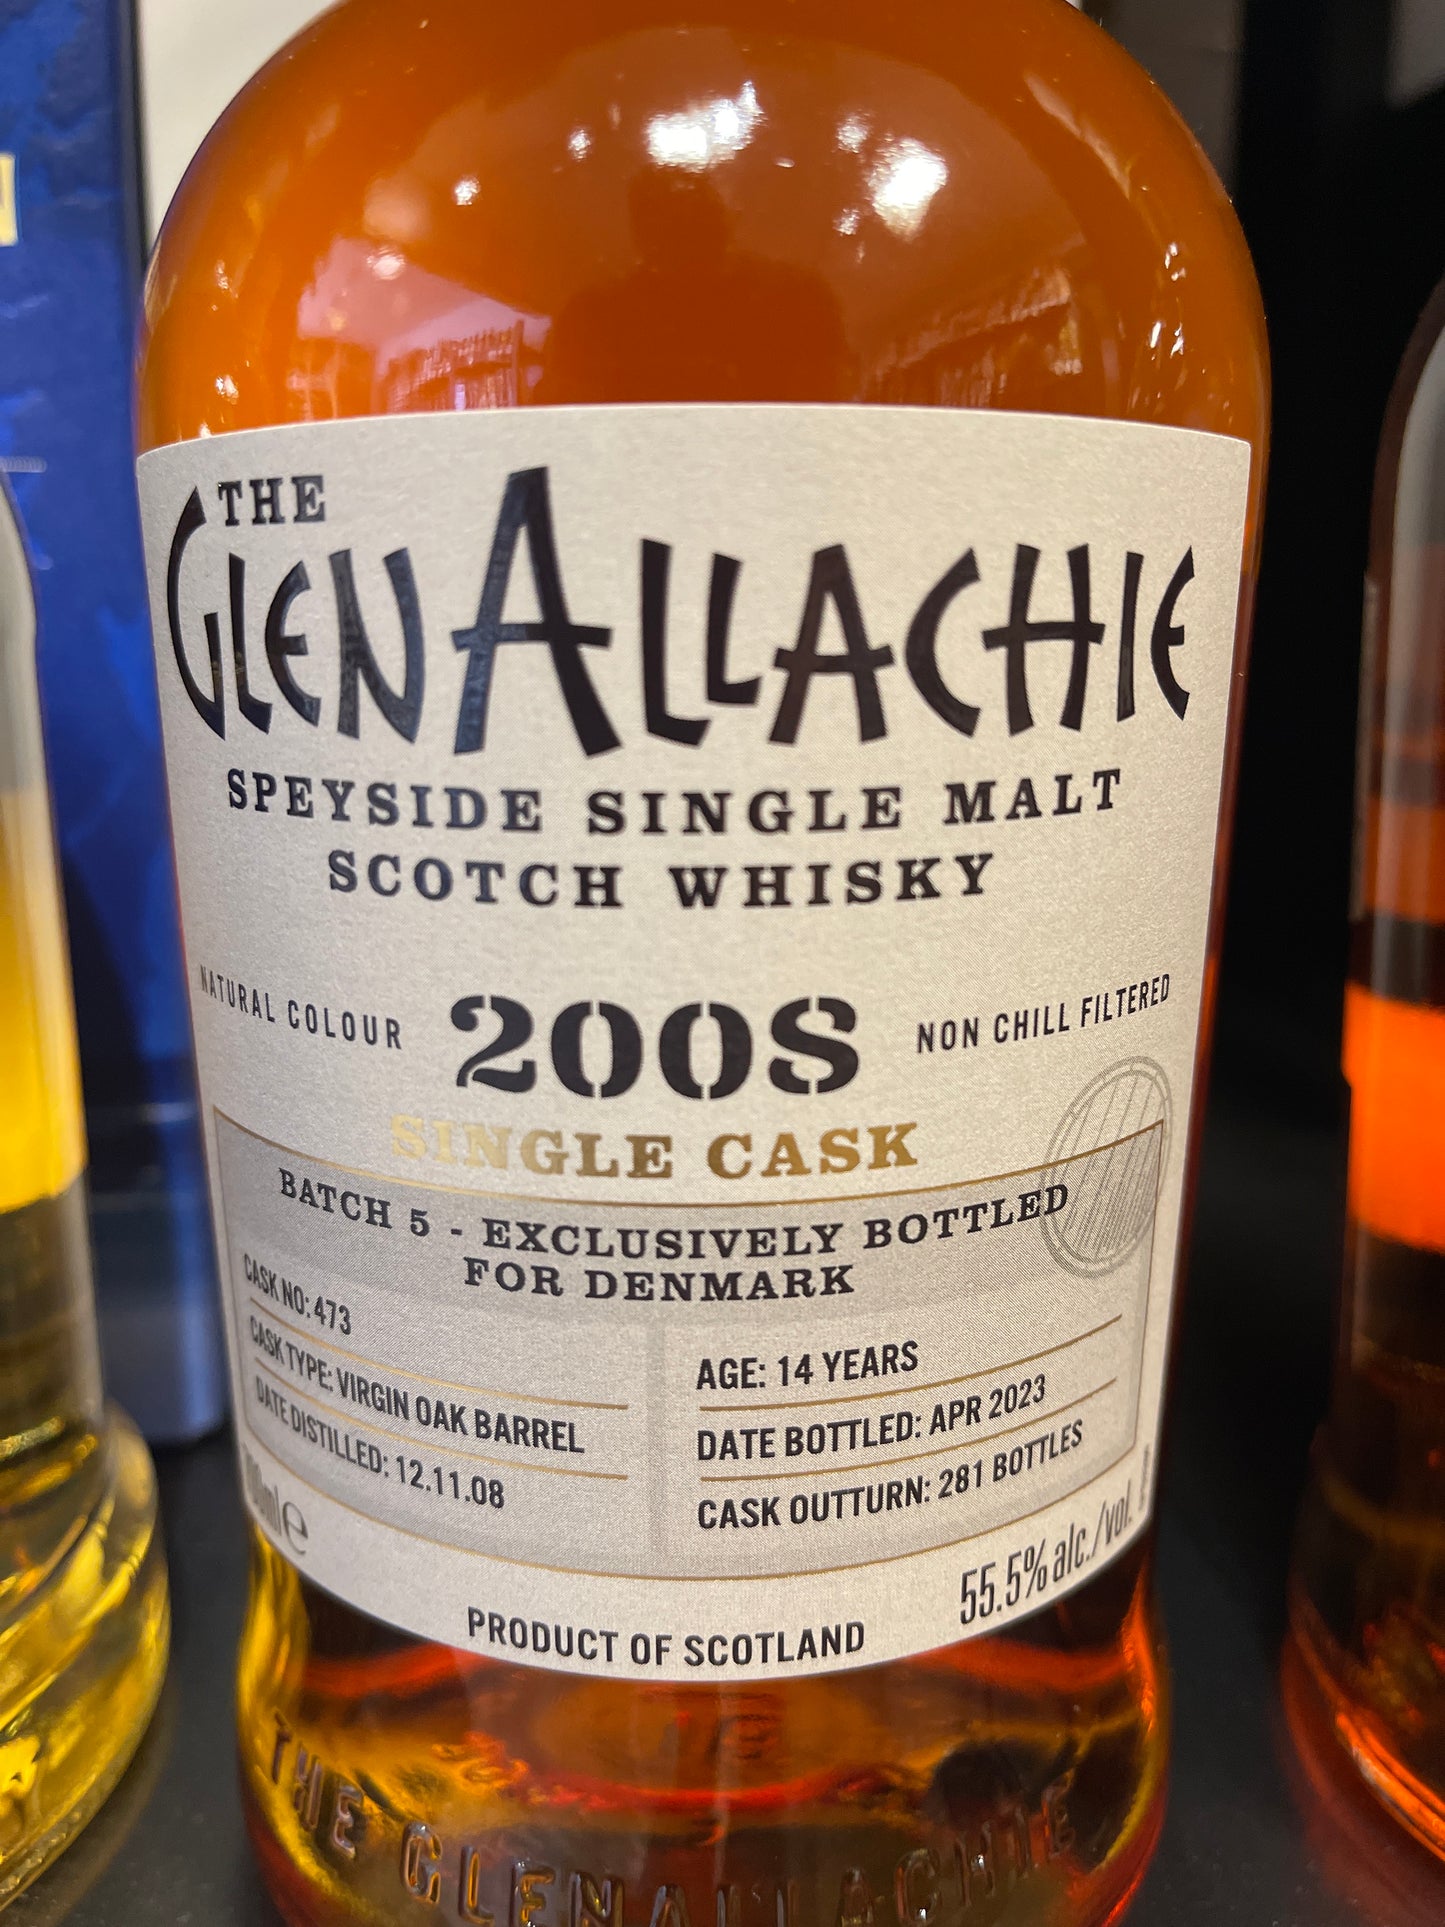 THE
GLENALLACHIE
SPEYSIDE SINGLE MALT
SCOTCH WHISKY
NATURAL COLOUR
2008
NON CHILL FILTERED
SINGLE CASK
BATCH 5 - EXCLUSIVELY BOTTLED
FOR DENMARK
CASK NO: 473
CASK TYPE: VIRGIN OAK BARREL
DATE DISTILLED: 12.11.08
AGE: 14 YEARS
DATE BOTTLED: APR 2023
CASK OUTTURN: 281 BOTTLES
55.5% alc./vol.
PRODUCT OF SCOTLAND
THE GLENALLACHIE